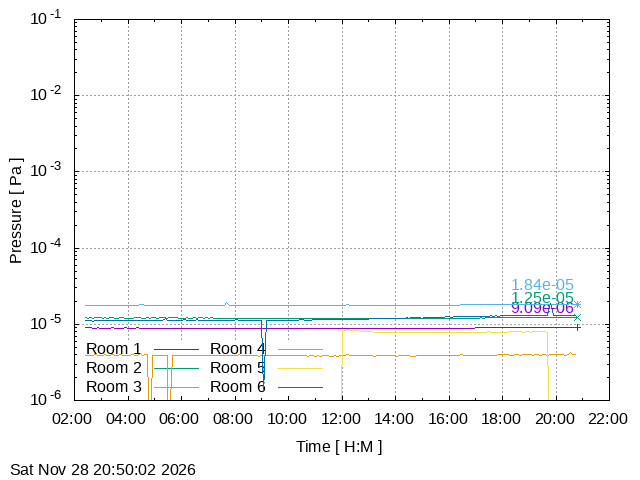 10^-1
10^-2
10^-3
10^-4
10^-5
10^-6
Pressure [ Pa ]
1.84e-05
1.25e-05
9.09e-06
Room 1 Room 4
Room 2 Room 5
Room 3 Room 6
02:00 04:00 06:00 08:00 10:00 12:00 14:00 16:00 18:00 20:00 22:00
Time [ H:M ]
Sat Nov 28 20:50:02 2026